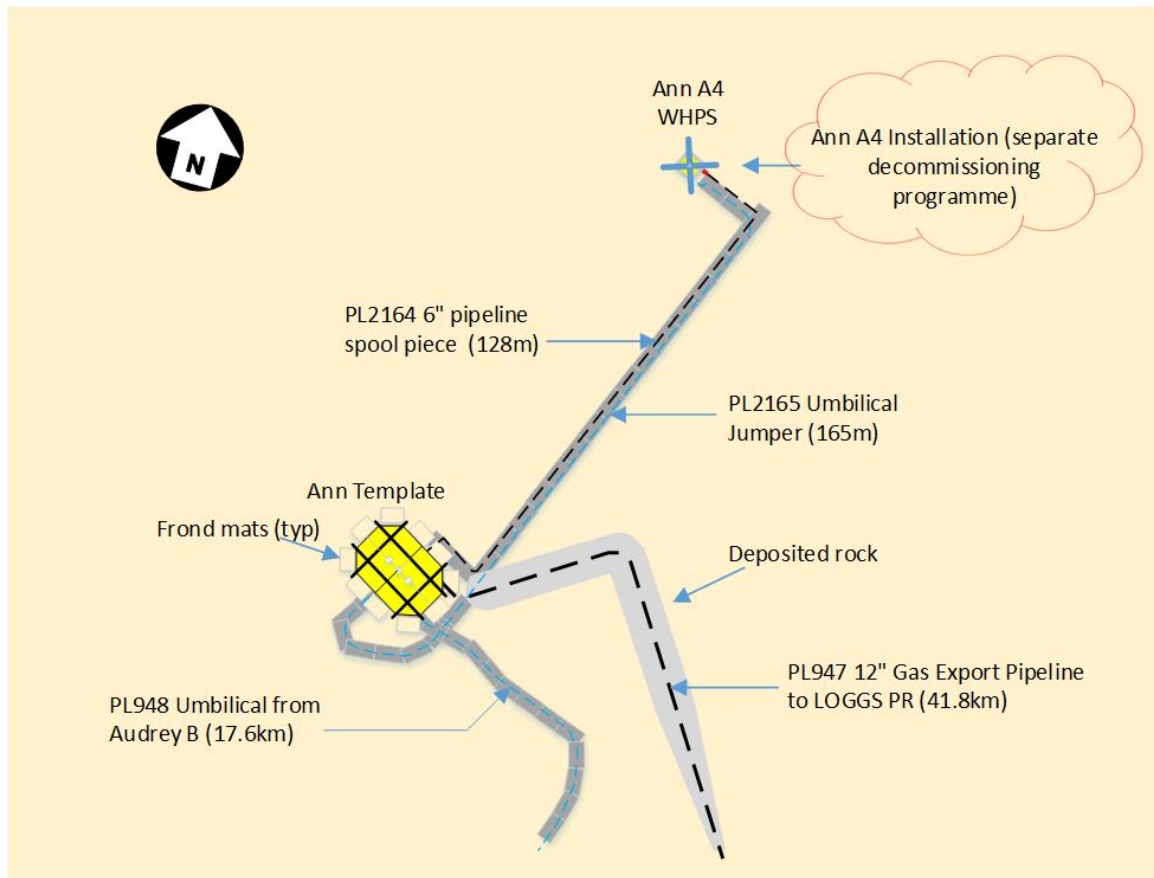 Ann A4
WHPS
Ann A4 Installation (separate
decommissioning
programme)
N
PL2164 6" pipeline
spool piece (128m)
PL2165 Umbilical
Jumper (165m)
Ann Template
Frond mats (typ)
Deposited rock
PL947 12" Gas Export Pipeline
to LOGGS PR (41.8km)
PL948 Umbilical from
Audrey B (17.6km)